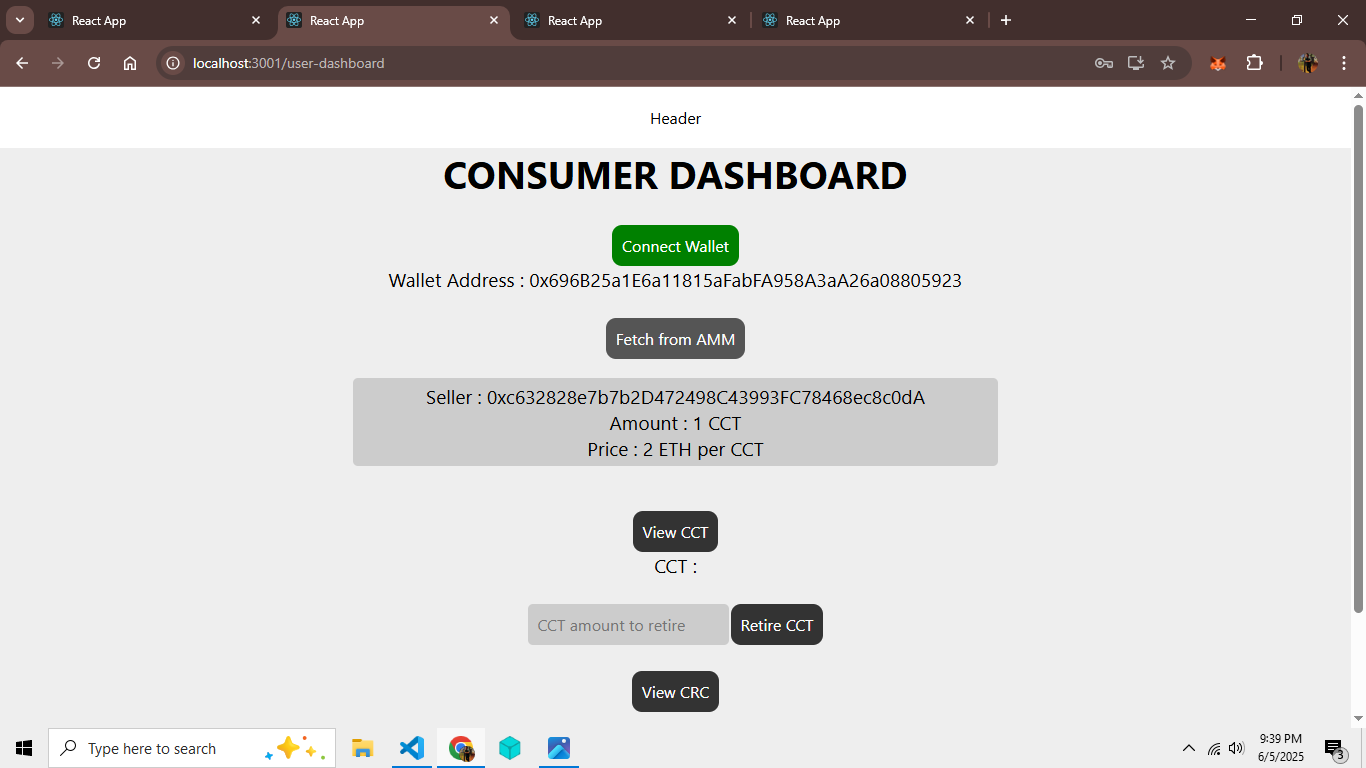 React App
React App
React App
React App
localhost:3001/user-dashboard
Header
CONSUMER DASHBOARD
Connect Wallet
Wallet Address : 0x696B25a1E6a11815aFabFA958A3aA26a08805923
Fetch from AMM
Seller : 0xc632828e7b7b2D472498C43993FC78468ec8c0dA
Amount : 1 CCT
Price : 2 ETH per CCT
View CCT
CCT :
CCT amount to retire
Retire CCT
View CRC
Type here to search
9:39 PM
6/5/2025
3